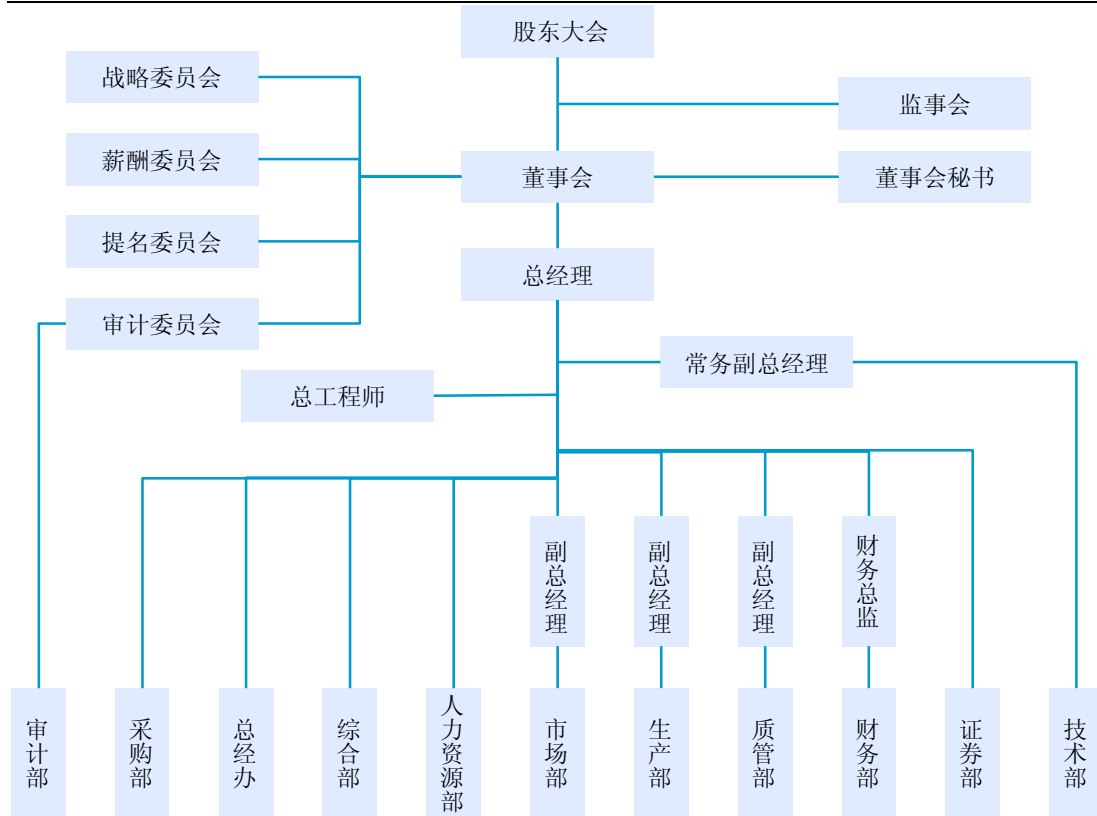 股东大会
战略委员会
监事会
薪酬委员会
董事会
董事会秘书
提名委员会
总经理
审计委员会
常务副总经理
总工程师
副总经理
副总经理
副总经理
财务总监
审计部
采购部
总经办
综合部
人力资源部
市场部
生产部
质管部
财务部
证券部
技术部